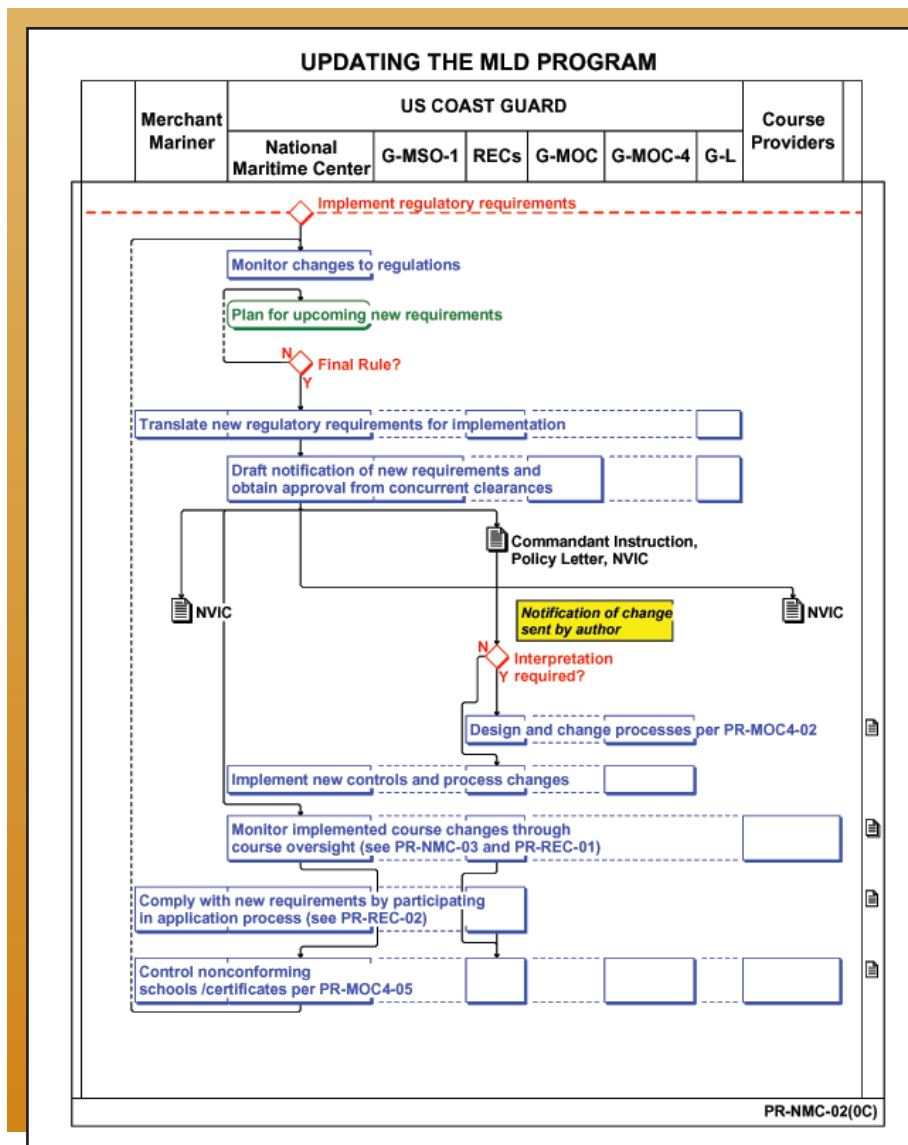 UPDATING THE MLD PROGRAM
Merchant
Mariner
US COAST GUARD
Course
Providers
National
Maritime Center
G-MSO-1
RECs
G-MOC
G-MOC-4
G-L
Implement regulatory requirements
Monitor changes to regulations
Plan for upcoming new requirements
N
Final Rule?
Y
Translate new regulatory requirements for implementation
Draft notification of new requirements and
obtain approval from concurrent clearances
Commandant Instruction,
Policy Letter, NVIC
NVIC
Notification of change
sent by author
NVIC
N
Interpretation
Y required?
Design and change processes per PR-MOC4-02
Implement new controls and process changes
Monitor implemented course changes through
course oversight (see PR-NMC-03 and PR-REC-01)
Comply with new requirements by participating
in application process (see PR-REC-02)
Control nonconforming
schools /certificates per PR-MOC4-05
PR-NMC-02(0C)